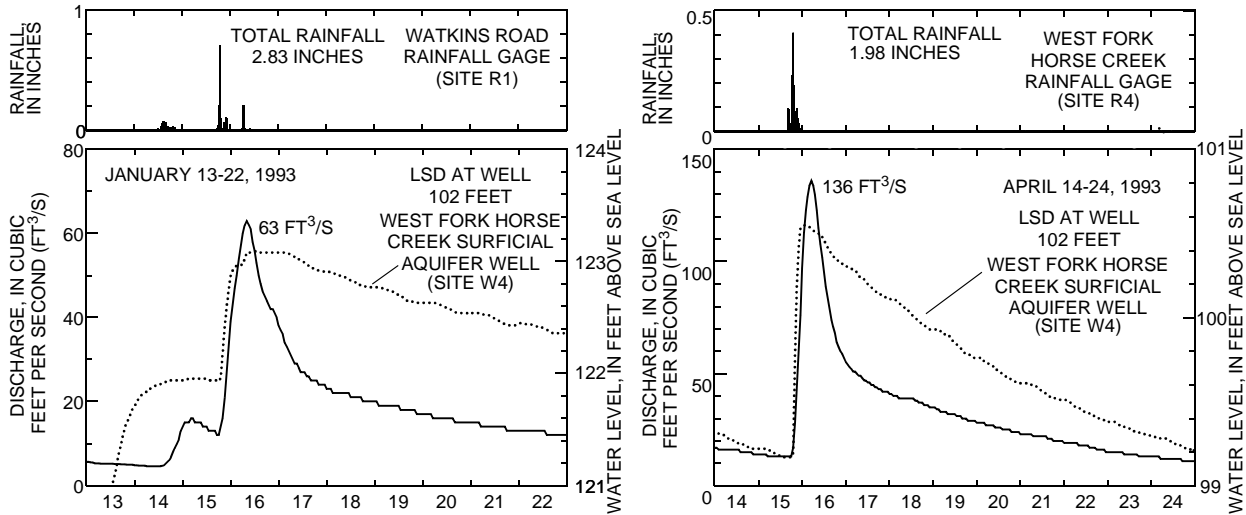 RAINFALL,
IN INCHES
1
0
TOTAL RAINFALL
2.83 INCHES
WATKINS ROAD
RAINFALL GAGE
(SITE R1)
DISCHARGE, IN CUBIC
FEET PER SECOND (FT3/S)
80
60
40
20
0
JANUARY 13-22, 1993
63 FT3/S
LSD AT WELL
102 FEET
WEST FORK HORSE
CREEK SURFICIAL
AQUIFER WELL
(SITE W4)
124
123
122
121
WATER LEVEL, IN FEET ABOVE SEA LEVEL,
13 14 15 16 17 18 19 20 21 22
RAINFALL,
IN INCHES
0.5
0
TOTAL RAINFALL
1.98 INCHES
WEST FORK
HORSE CREEK
RAINFALL GAGE
(SITE R4)
DISCHARGE, IN CUBIC
FEET PER SECOND (FT3/S)
150
100
50
0
136 FT3/S
APRIL 14-24, 1993
LSD AT WELL
102 FEET
WEST FORK HORSE
CREEK SURFICIAL
AQUIFER WELL
(SITE W4)
101
100
99
WATER LEVEL, IN FEET ABOVE SEA LEVEL,
14 15 16 17 18 19 20 21 22 23 24